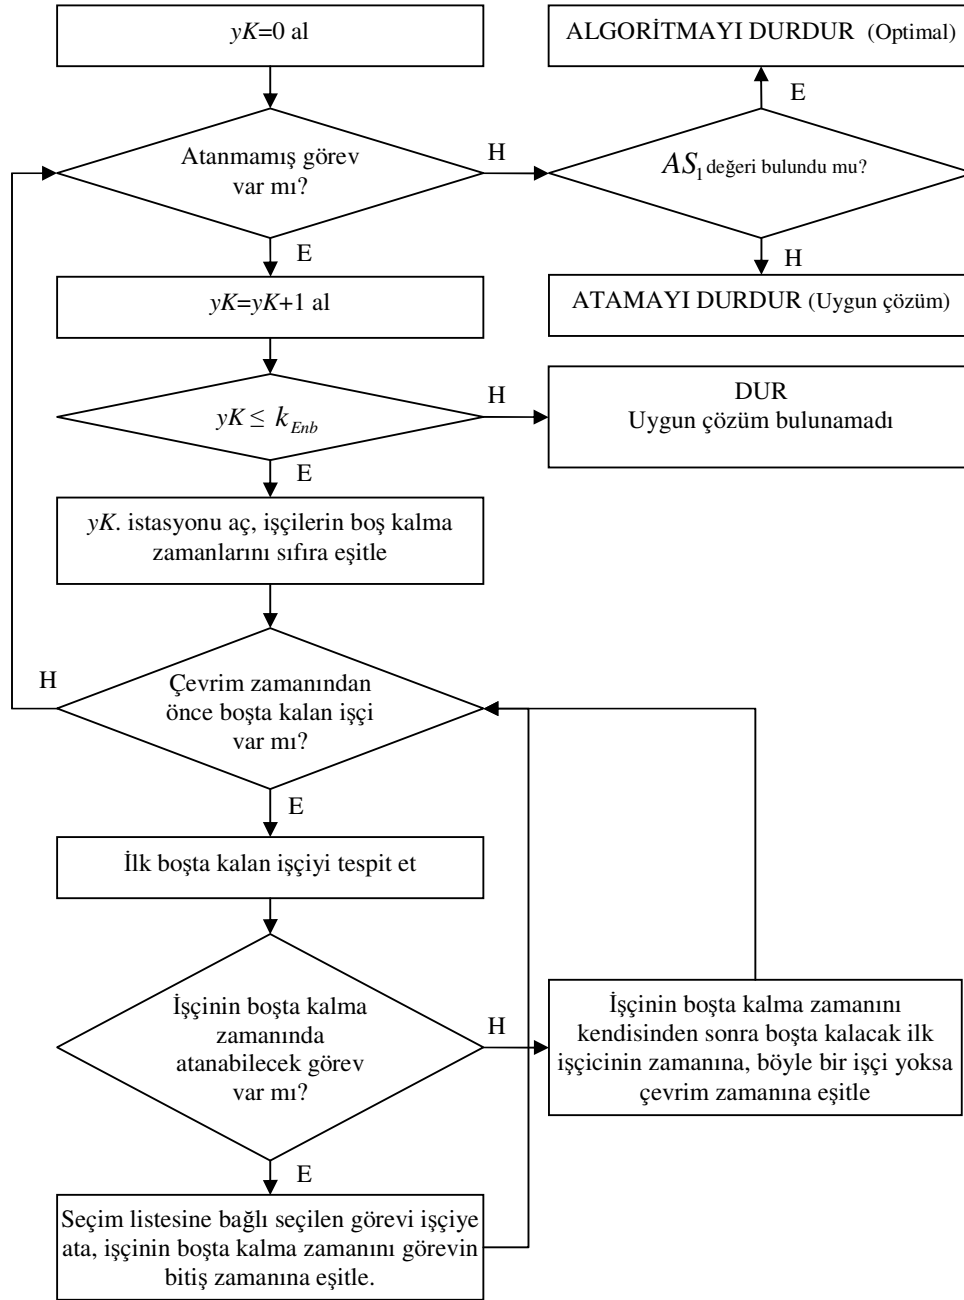 yK=0 al
ALGORİTMAYI DURDUR (Optimal)
E
Atanmamış görev
var mı?
H
AS₁ değeri bulundu mu?
E
H
yK=yK+1 al
ATAMAYI DURDUR (Uygun çözüm)
yK ≤ k_Enb
H
DUR
Uygun çözüm bulunamadı
E
yK. istasyonu aç, işçilerin boş kalma
zamanlarını sıfıra eşitle
H
Çevrim zamanından
önce boşta kalan işçi
var mı?
E
İlk boşta kalan işçiyi tespit et
İşçinin boşta kalma
zamanında
atanabilecek görev
var mı?
H
İşçinin boşta kalma zamanını
kendisinden sonra boşta kalacak ilk
işçicinin zamanına, böyle bir işçi yoksa
çevrim zamanına eşitle
E
Seçim listesine bağlı seçilen görevi işçiye
ata, işçinin boşta kalma zamanını görevin
bitiş zamanına eşitle.